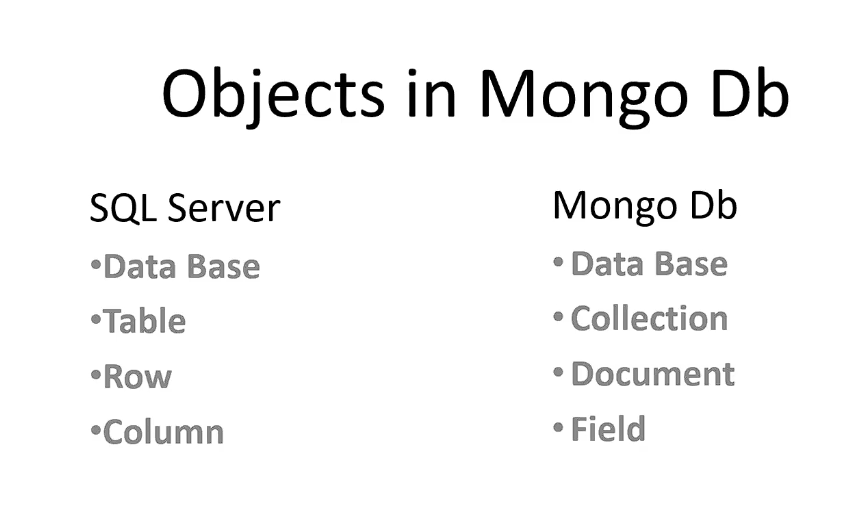 Objects in Mongo Db
SQL Server
•Data Base
•Table
•Row
•Column
Mongo Db
• Data Base
• Collection
• Document
• Field